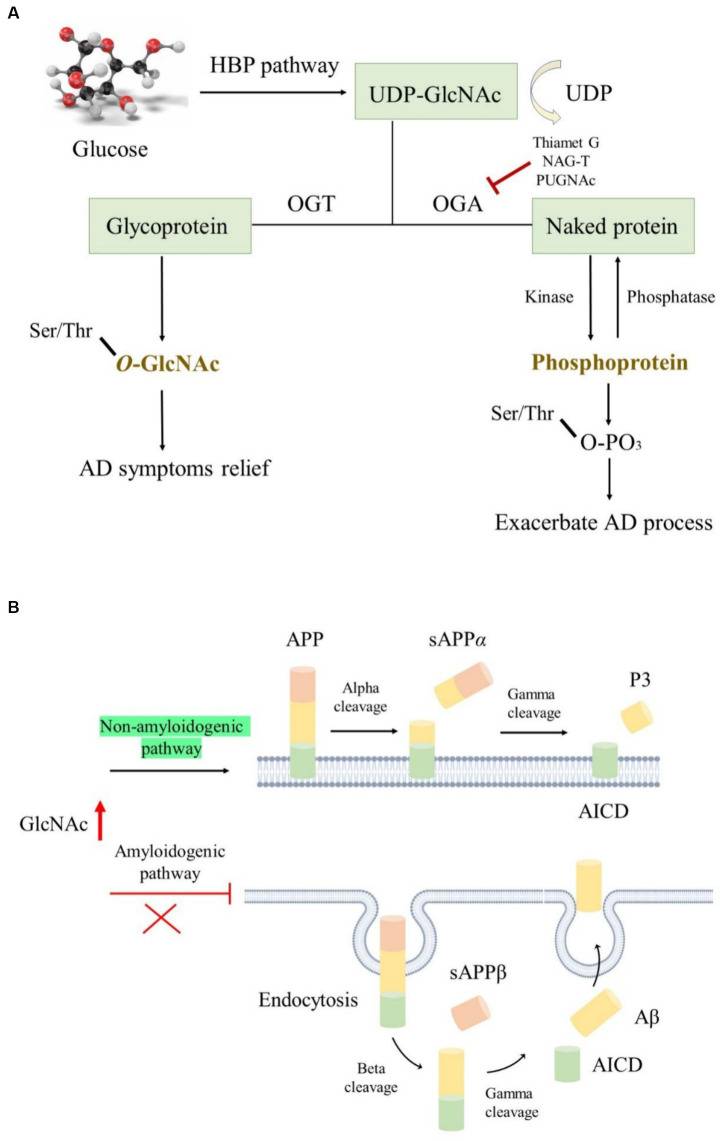 A
HBP pathway
UDP-GlcNAc
UDP
Glucose
Thiamet G
NAG-T
PUGNAc
OGT
OGA
Glycoprotein
Naked protein
Kinase
Phosphatase
Ser/Thr
O-GlcNAc
Phosphoprotein
Ser/Thr
O-PO₃
AD symptoms relief
Exacerbate AD process
B
APP
sAPPα
P3
Alpha
cleavage
Gamma
cleavage
Non-amyloidogenic
pathway
AICD
GlcNAc
Amyloidogenic
pathway
Endocytosis
sAPPβ
Aβ
AICD
Beta
cleavage
Gamma
cleavage